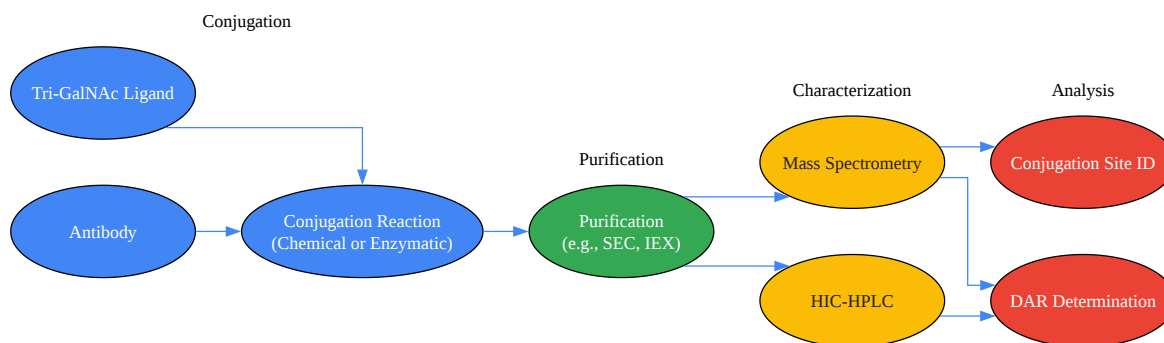 Conjugation
Tri-GalNAc Ligand
Antibody
Conjugation Reaction
(Chemical or Enzymatic)
Purification
Purification
(e.g., SEC, IEX)
Characterization
Mass Spectrometry
HIC-HPLC
Analysis
Conjugation Site ID
DAR Determination